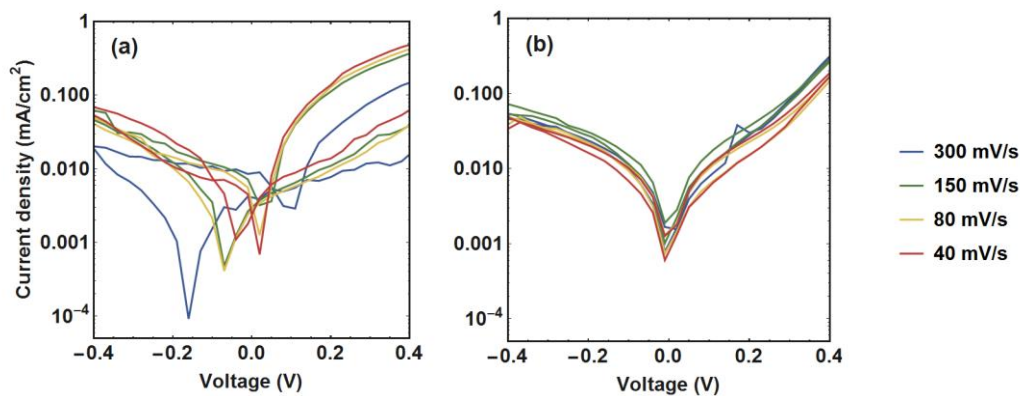 (a)
1
0.100
0.010
0.001
10⁻⁴
Current density (mA/cm²)
−0.4 −0.2 0.0 0.2 0.4
Voltage (V)
(b)
1
0.100
0.010
0.001
10⁻⁴
−0.4 −0.2 0.0 0.2 0.4
Voltage (V)
300 mV/s
150 mV/s
80 mV/s
40 mV/s